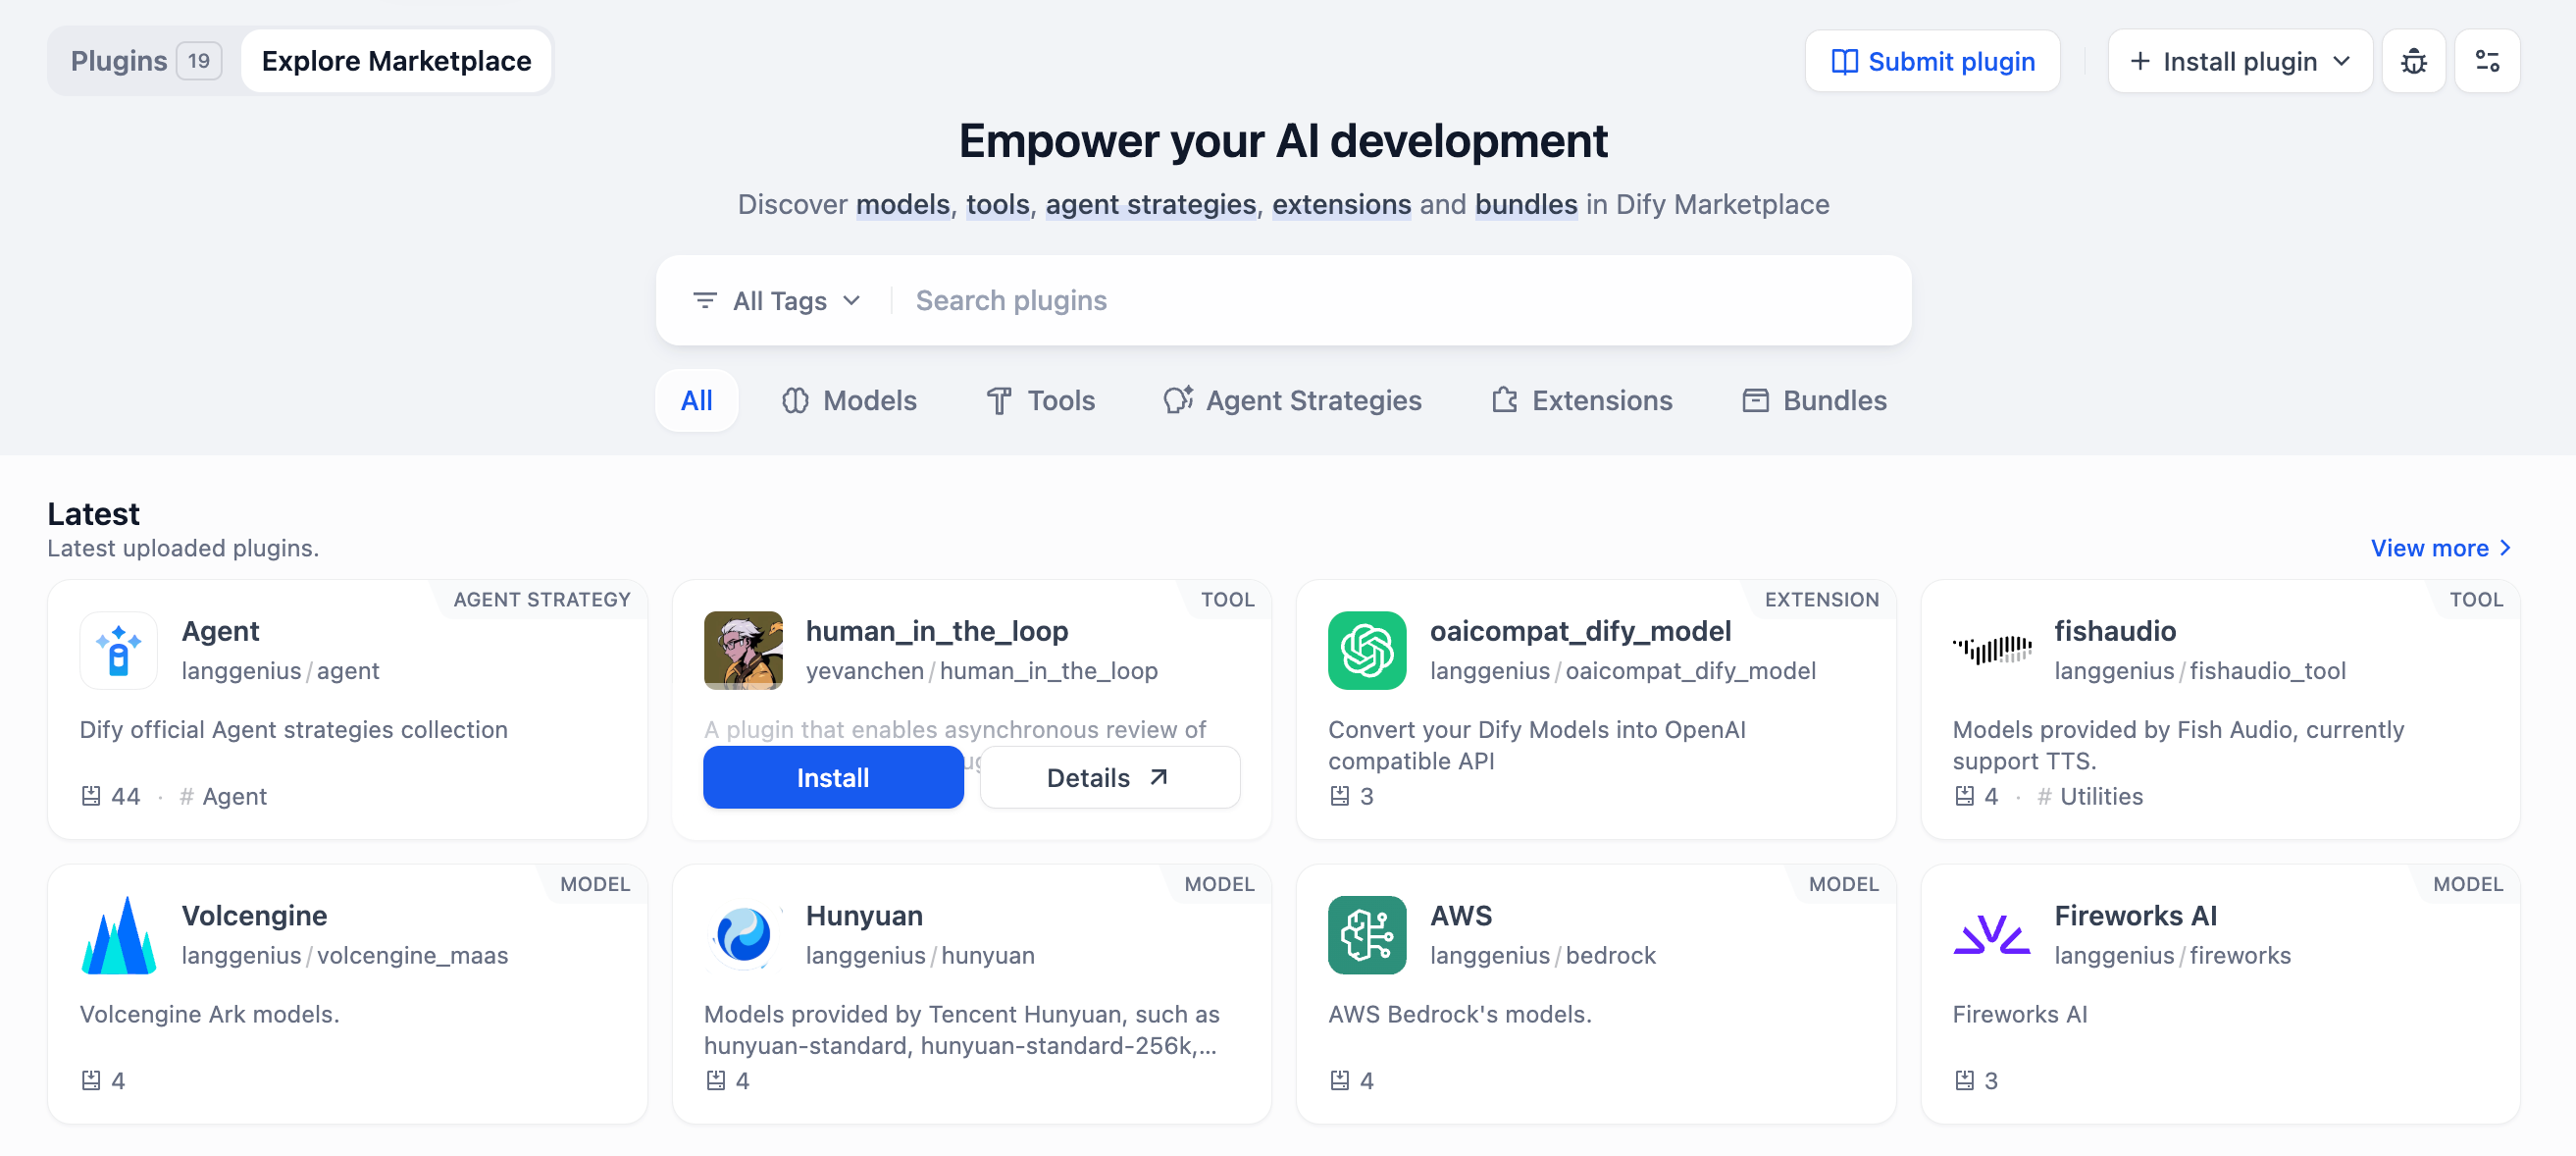 Plugins 19 Explore Marketplace
Submit plugin
Install plugin
Empower your AI development
Discover models, tools, agent strategies, extensions and bundles in Dify Marketplace
All Tags Search plugins
All Models Tools Agent Strategies Extensions Bundles
Latest
Latest uploaded plugins.
View more
AGENT STRATEGY
Agent
langgenius/agent
Dify official Agent strategies collection
44 · # Agent
TOOL
human_in_the_loop
yevanchen/human_in_the_loop
A plugin that enables asynchronous review of
Install Details
EXTENSION
oaicompat_dify_model
langgenius/oaicompat_dify_model
Convert your Dify Models into OpenAI
compatible API
3
TOOL
fishaudio
langgenius/fishaudio_tool
Models provided by Fish Audio, currently
support TTS.
4 · # Utilities
MODEL
Volcengine
langgenius/volcengine_maas
Volcengine Ark models.
4
MODEL
Hunyuan
langgenius/hunyuan
Models provided by Tencent Hunyuan, such as
hunyuan-standard, hunyuan-standard-256k,...
4
MODEL
AWS
langgenius/bedrock
AWS Bedrock's models.
4
MODEL
Fireworks AI
langgenius/fireworks
Fireworks AI
3